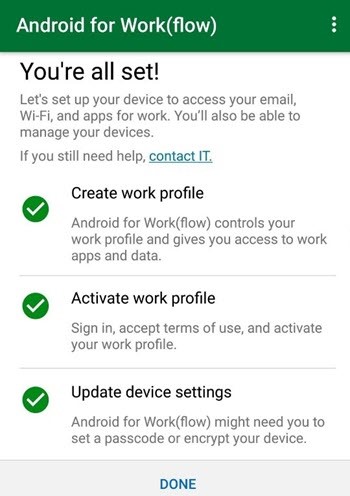 Android for Work(flow)
You're all set!
Let's set up your device to access your email,
Wi-Fi, and apps for work. You'll also be able to
manage your devices.
If you still need help, contact IT.
Create work profile
Android for Work(flow) controls your
work profile and gives you access to work
apps and data.
Activate work profile
Sign in, accept terms of use, and activate
your work profile.
Update device settings
Android for Work(flow) might need you to
set a passcode or encrypt your device.
DONE